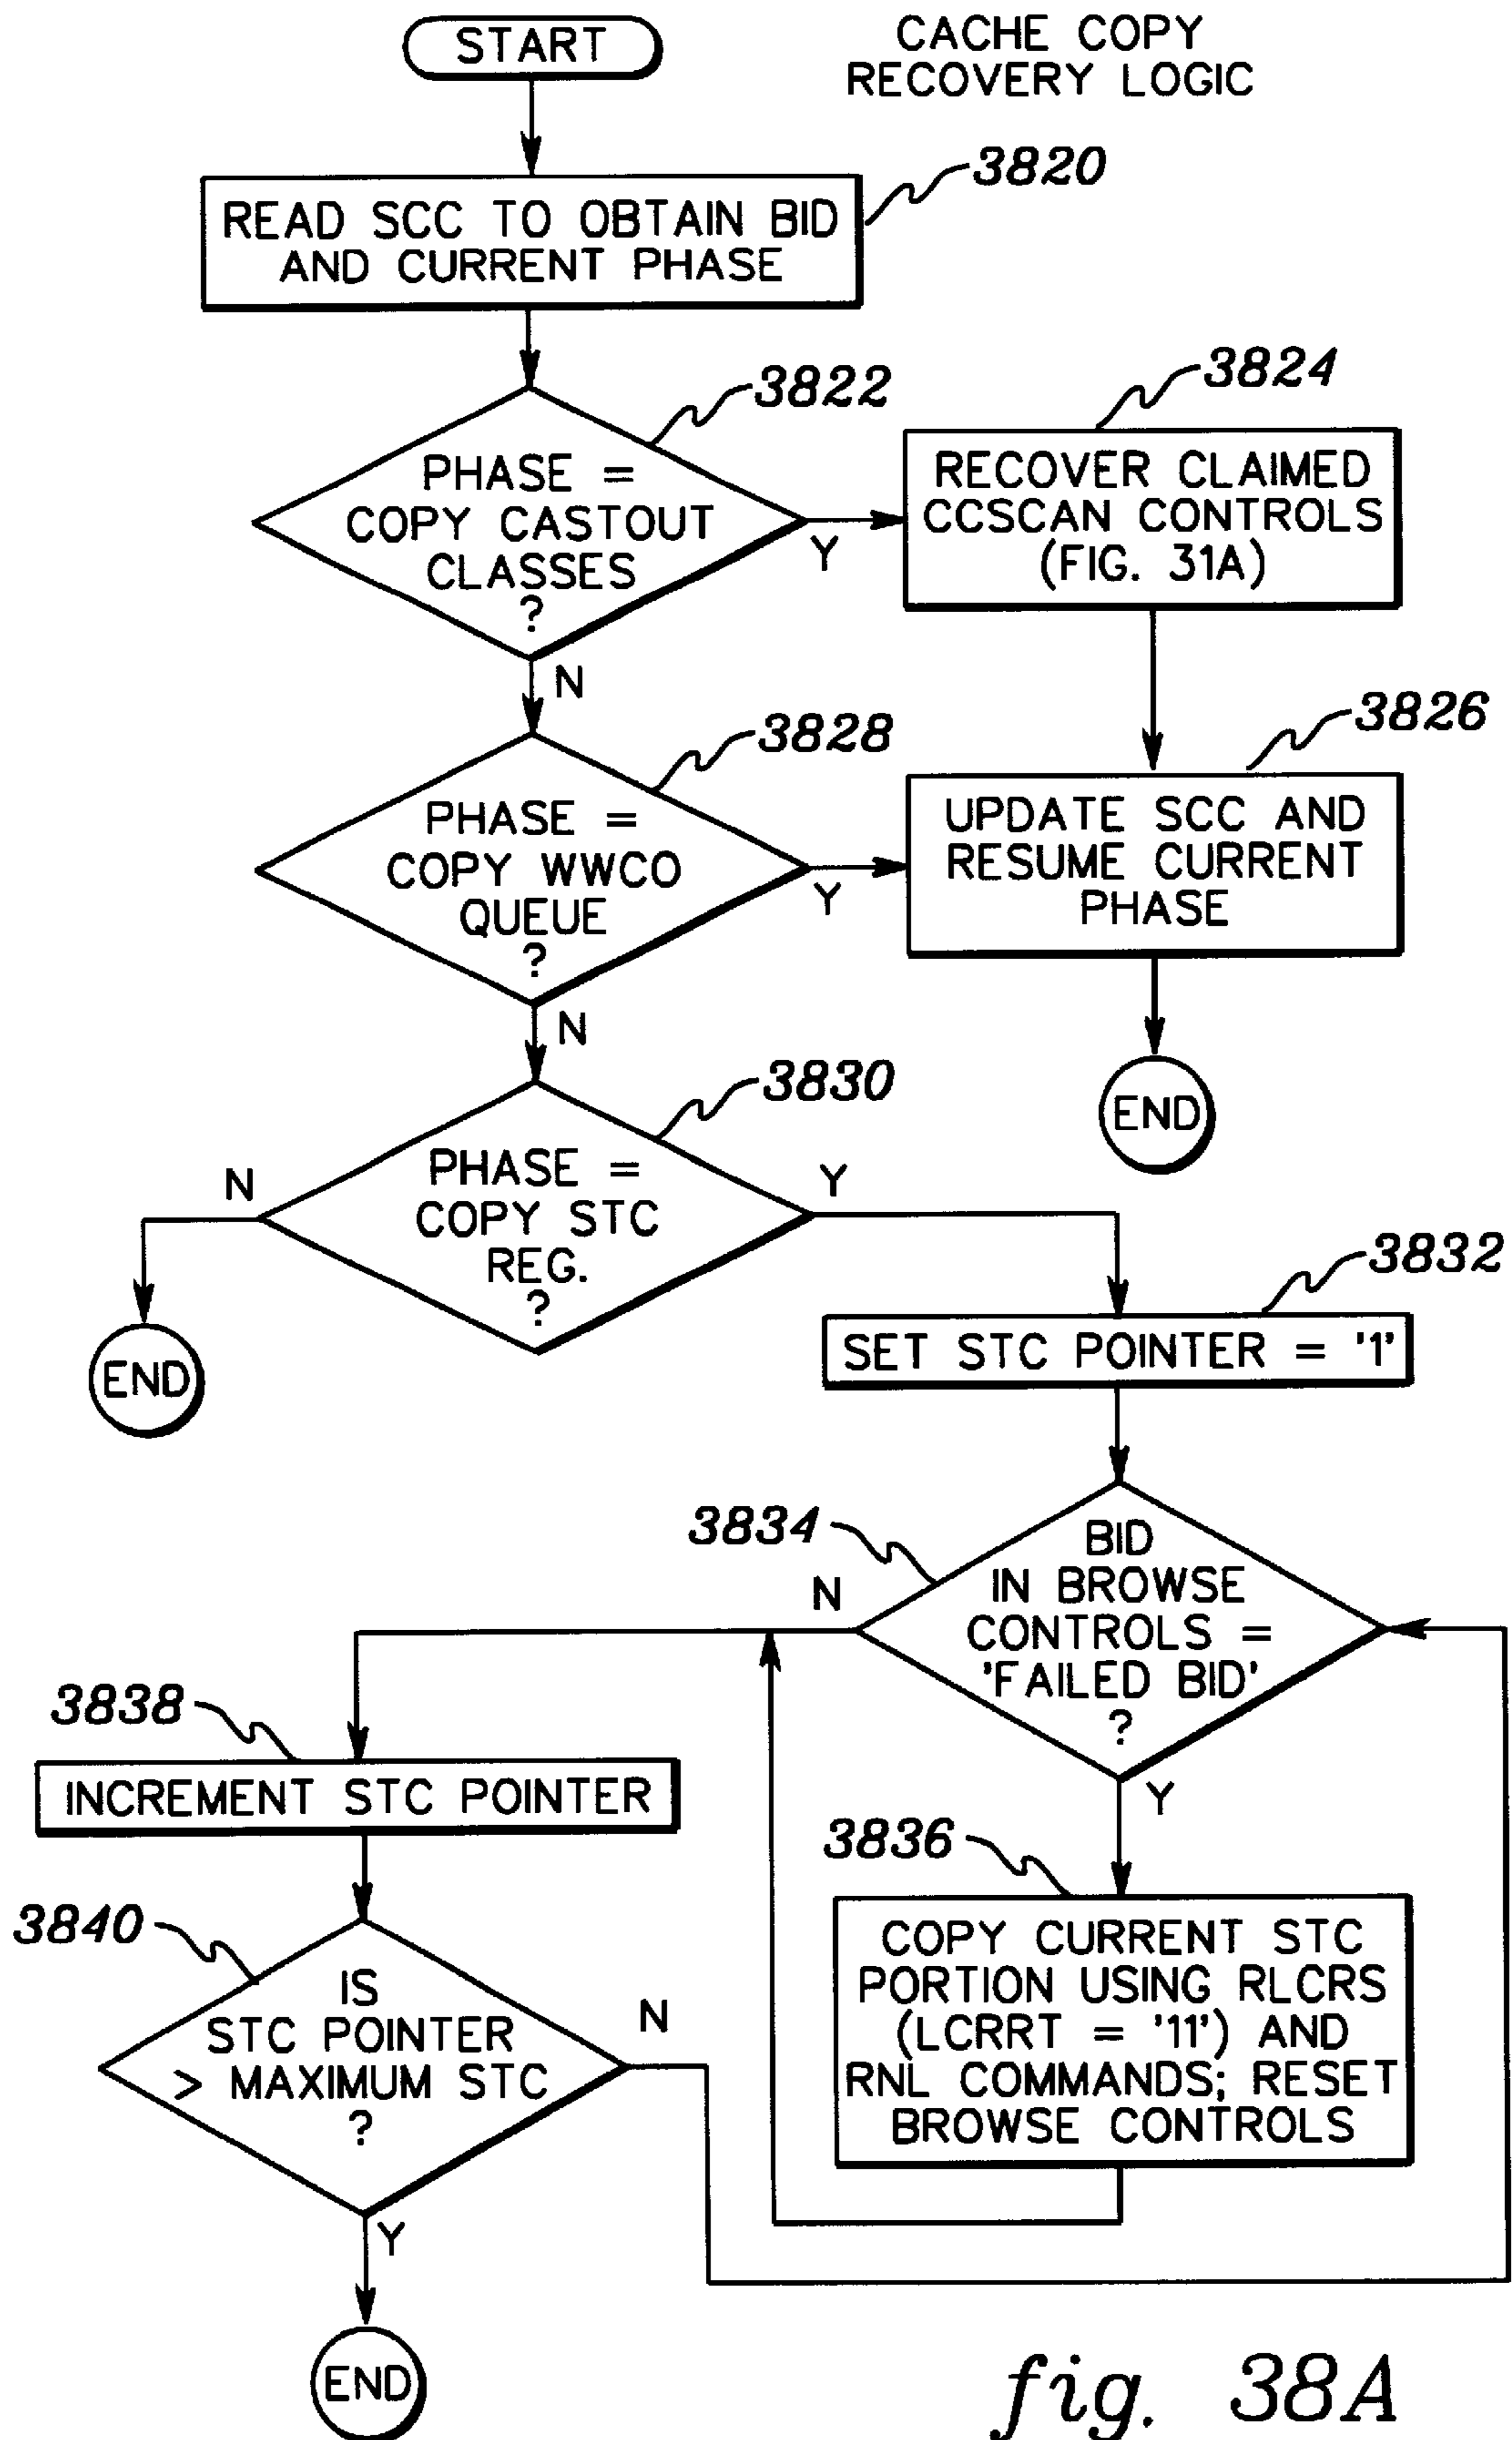 START
CACHE COPY
RECOVERY LOGIC
3820
READ SCC TO OBTAIN BID
AND CURRENT PHASE
3822
PHASE =
COPY CASTOUT
CLASSES
?
Y
N
3824
RECOVER CLAIMED
CCSCAN CONTROLS
(FIG. 31A)
3826
UPDATE SCC AND
RESUME CURRENT
PHASE
END
3828
PHASE =
COPY WWCO
QUEUE
?
Y
N
3830
PHASE =
COPY STC
REG.
?
N
Y
END
3832
SET STC POINTER = '1'
3834
BID
IN BROWSE
CONTROLS =
'FAILED BID'
?
N
Y
3836
COPY CURRENT STC
PORTION USING RLCRS
(LCRRT = '11') AND
RNL COMMANDS; RESET
BROWSE CONTROLS
3838
INCREMENT STC POINTER
3840
IS
STC POINTER
> MAXIMUM STC
?
N
Y
END
fig. 38A